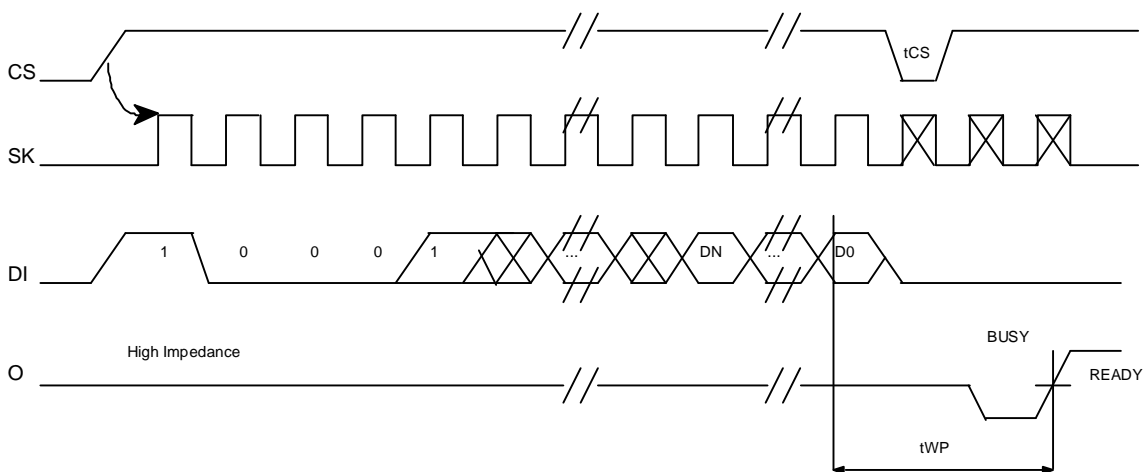 tCS
CS
SK
1 0 0 0 1 ... DN ... D0
DI
BUSY
High Impedance
O
READY
tWP